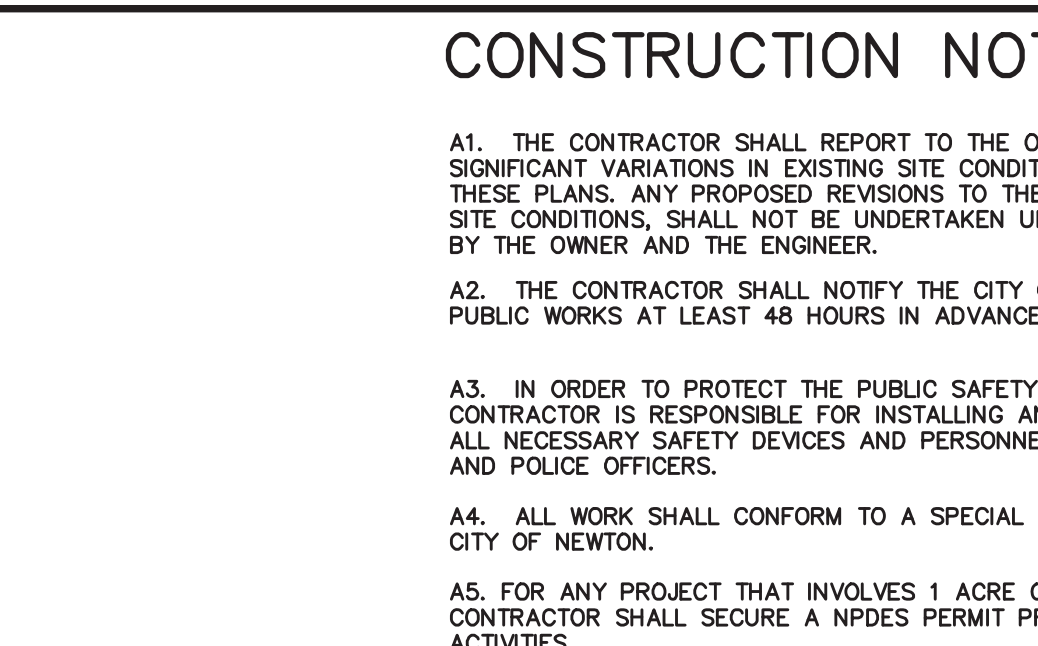 CONSTRUCTION
A1. THE CONTRACTOR SHALL REPORT TO THE
SIGNIFICANT VARIATIONS IN EXISTING SITE
THESE PLANS. ANY PROPOSED REVISIONS TO
SITE CONDITIONS, SHALL NOT BE UNDERTAKEN
BY THE OWNER AND THE ENGINEER.
A2. THE CONTRACTOR SHALL NOTIFY THE CITY
PUBLIC WORKS AT LEAST 48 HOURS IN ADVANCE
A3. IN ORDER TO PROTECT THE PUBLIC SAFETY
CONTRACTOR IS RESPONSIBLE FOR INSTALLING
ALL NECESSARY SAFETY DEVICES AND
AND POLICE OFFICERS.
A4. ALL WORK SHALL CONFORM TO A SPECIAL
CITY OF NEWTON.
A5. FOR ANY PROJECT THAT INVOLVES 1 ACRE
CONTRACTOR SHALL SECURE A NPDES PERMIT
ACTIVITIES